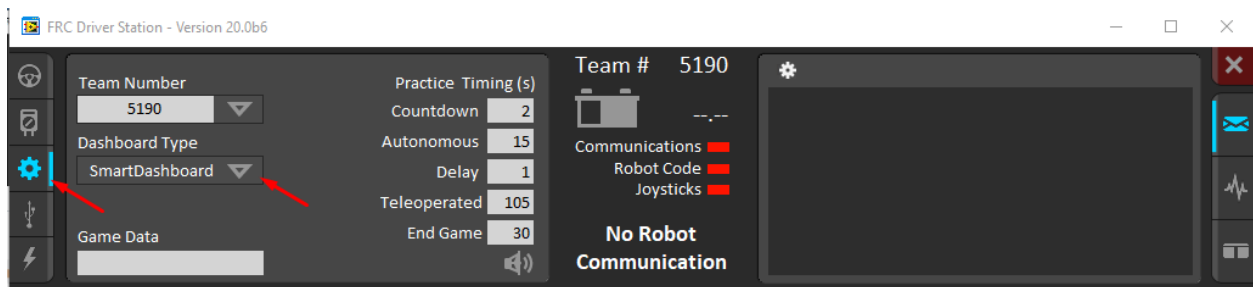 FRC Driver Station - Version 20.0b6
Team Number
5190
Dashboard Type
SmartDashboard
Game Data
Practice Timing (s)
Countdown 2
Autonomous 15
Delay 1
Teleoperated 105
End Game 30
Team # 5190
--.--
Communications
Robot Code
Joysticks
No Robot
Communication